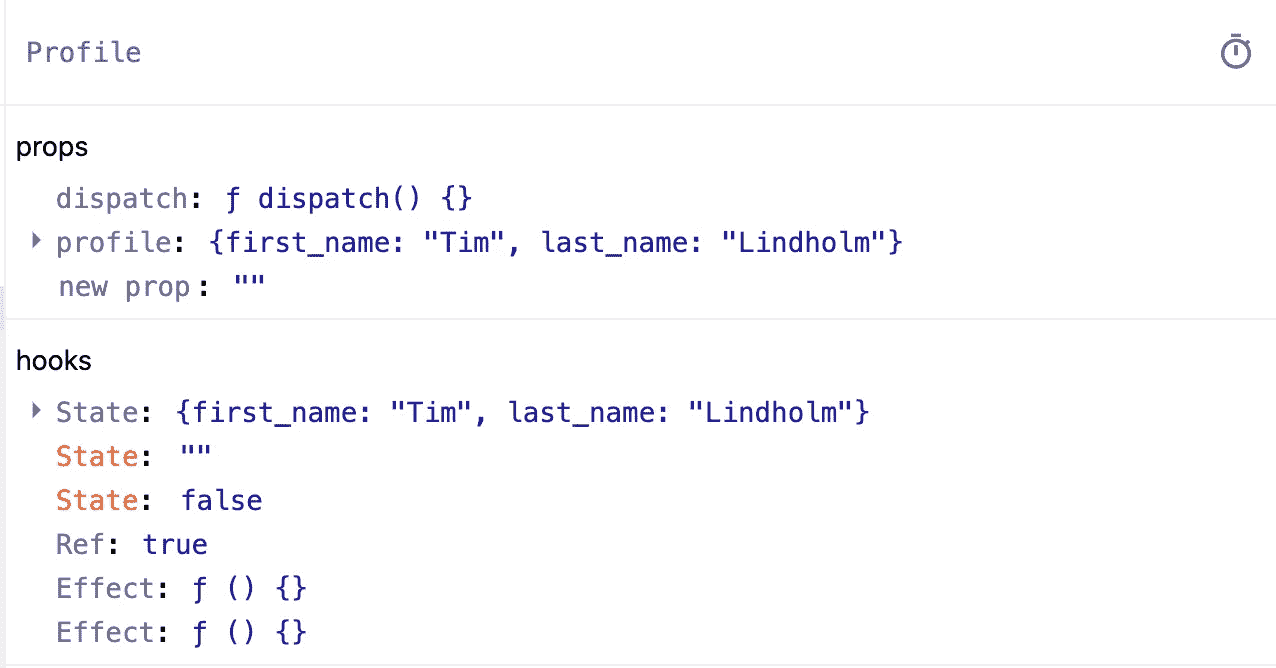 Profile
props
dispatch: ƒ dispatch() {}
profile: {first_name: "Tim", last_name: "Lindholm"}
new prop: ""
hooks
State: {first_name: "Tim", last_name: "Lindholm"}
State: ""
State: false
Ref: true
Effect: ƒ () {}
Effect: ƒ () {}